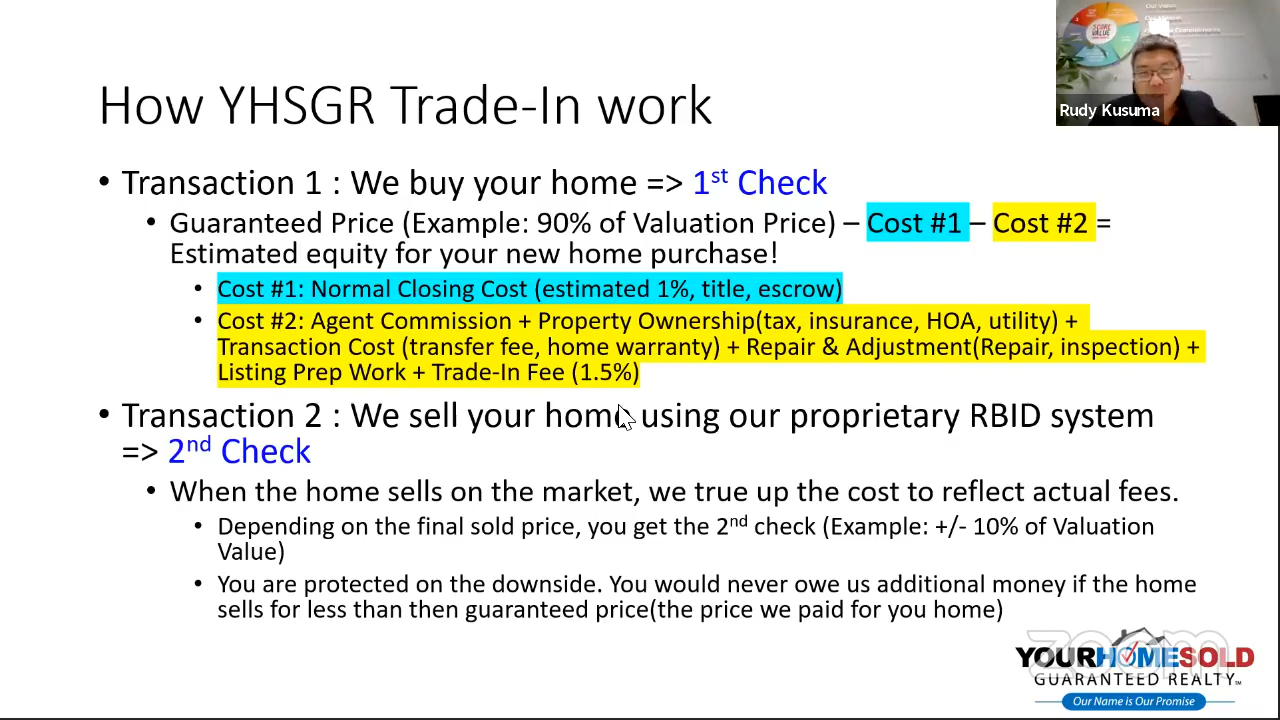 How YHSGR Trade-In work
SCORE
VALUE
Our Vision
Rudy Kusuma
• Transaction 1 : We buy your home => 1st Check
• Guaranteed Price (Example: 90% of Valuation Price) – Cost #1 – Cost #2 =
Estimated equity for your new home purchase!
• Cost #1: Normal Closing Cost (estimated 1%, title, escrow)
• Cost #2: Agent Commission + Property Ownership(tax, insurance, HOA, utility) +
Transaction Cost (transfer fee, home warranty) + Repair & Adjustment(Repair, inspection) +
Listing Prep Work + Trade-In Fee (1.5%)
• Transaction 2 : We sell your home using our proprietary RBID system
=> 2nd Check
• When the home sells on the market, we true up the cost to reflect actual fees.
• Depending on the final sold price, you get the 2nd check (Example: +/- 10% of Valuation
Value)
• You are protected on the downside. You would never owe us additional money if the home
sells for less than then guaranteed price(the price we paid for you home)
zoom
YOURHOMESOLD
GUARANTEED REALTY™
Our Name is Our Promise